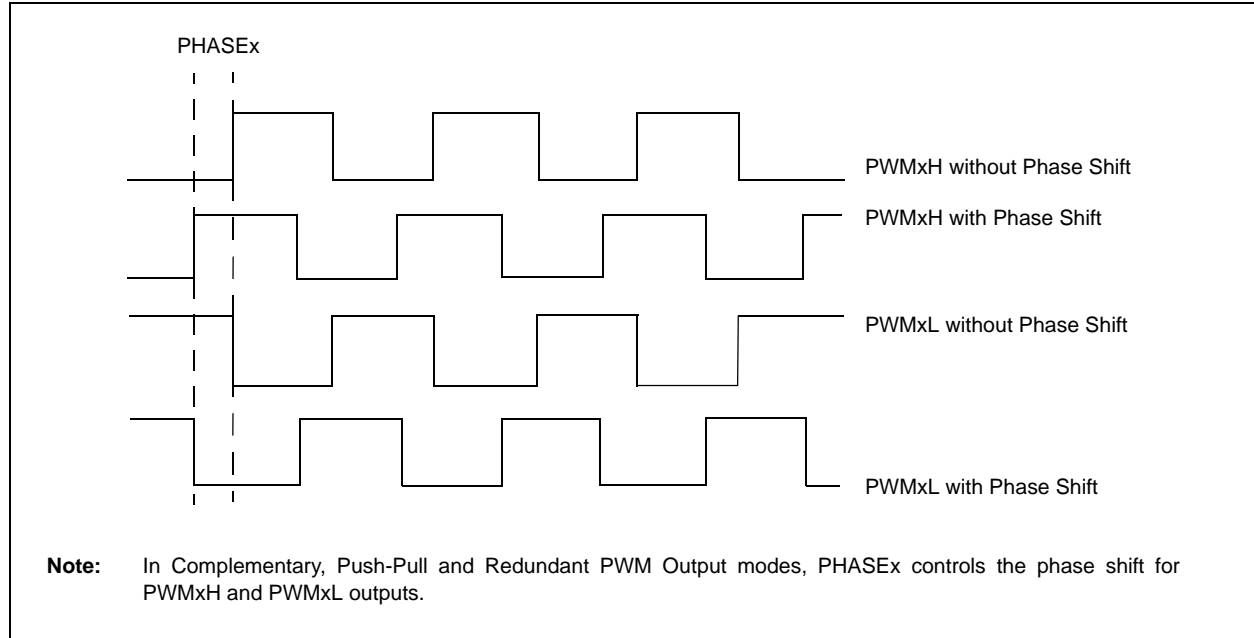 PHASEx
PWMxH without Phase Shift
PWMxH with Phase Shift
PWMxL without Phase Shift
PWMxL with Phase Shift
Note: In Complementary, Push-Pull and Redundant PWM Output modes, PHASEx controls the phase shift for
PWMxH and PWMxL outputs.